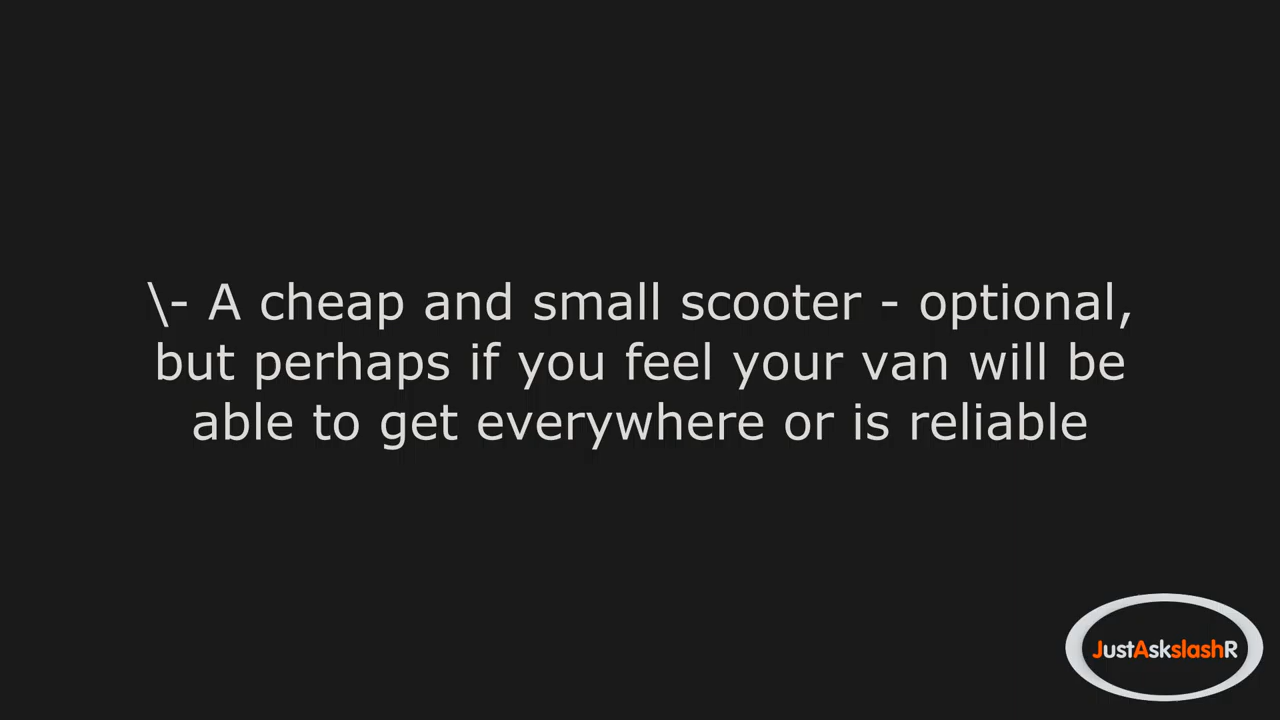 \- A cheap and small scooter - optional,
but perhaps if you feel your van will be
able to get everywhere or is reliable
JustAskslashR